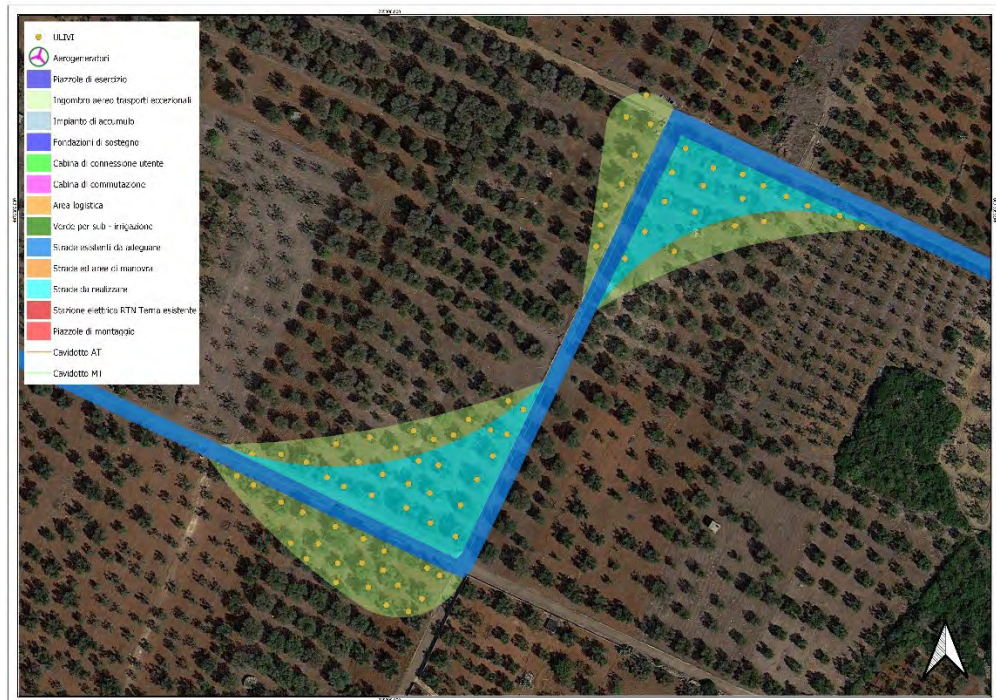 ULIVI
Aerogeneratori
Piazzole di esercizio
Ingombro aereo trasporti eccezionali
Impianto di accumulo
Fondazioni di sostegno
Cabina di connessione utente
Cabina di commutazione
Area logistica
Verde per sub - irrigazione
Strade esistenti da adeguare
Strade ed aree di manovra
Strade da realizzare
Stazione elettrica RTN Terna esistente
Piazzole di montaggio
Cavidotto AT
Cavidotto MT